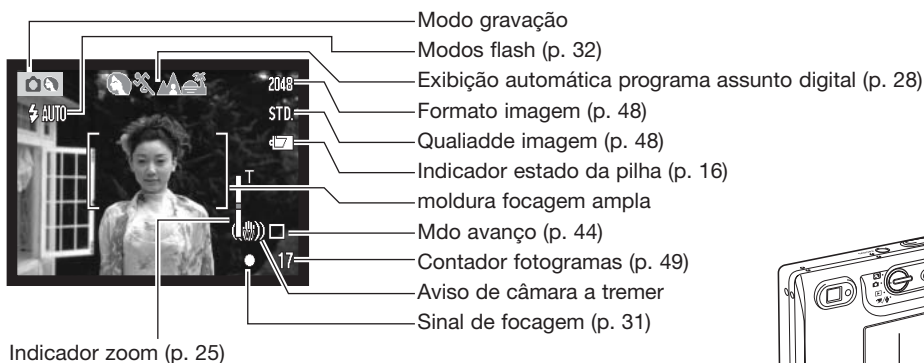 Modo gravação
Modos flash (p. 32)
Exibição automática programa assunto digital (p. 28)
2048
Formato imagem (p. 48)
AUTO
STD.
Qualiadde imagem (p. 48)
Indicador estado da pilha (p. 16)
T
moldura focagem ampla
Mdo avanço (p. 44)
17
Contador fotogramas (p. 49)
Aviso de câmara a tremer
Sinal de focagem (p. 31)
Indicador zoom (p. 25)